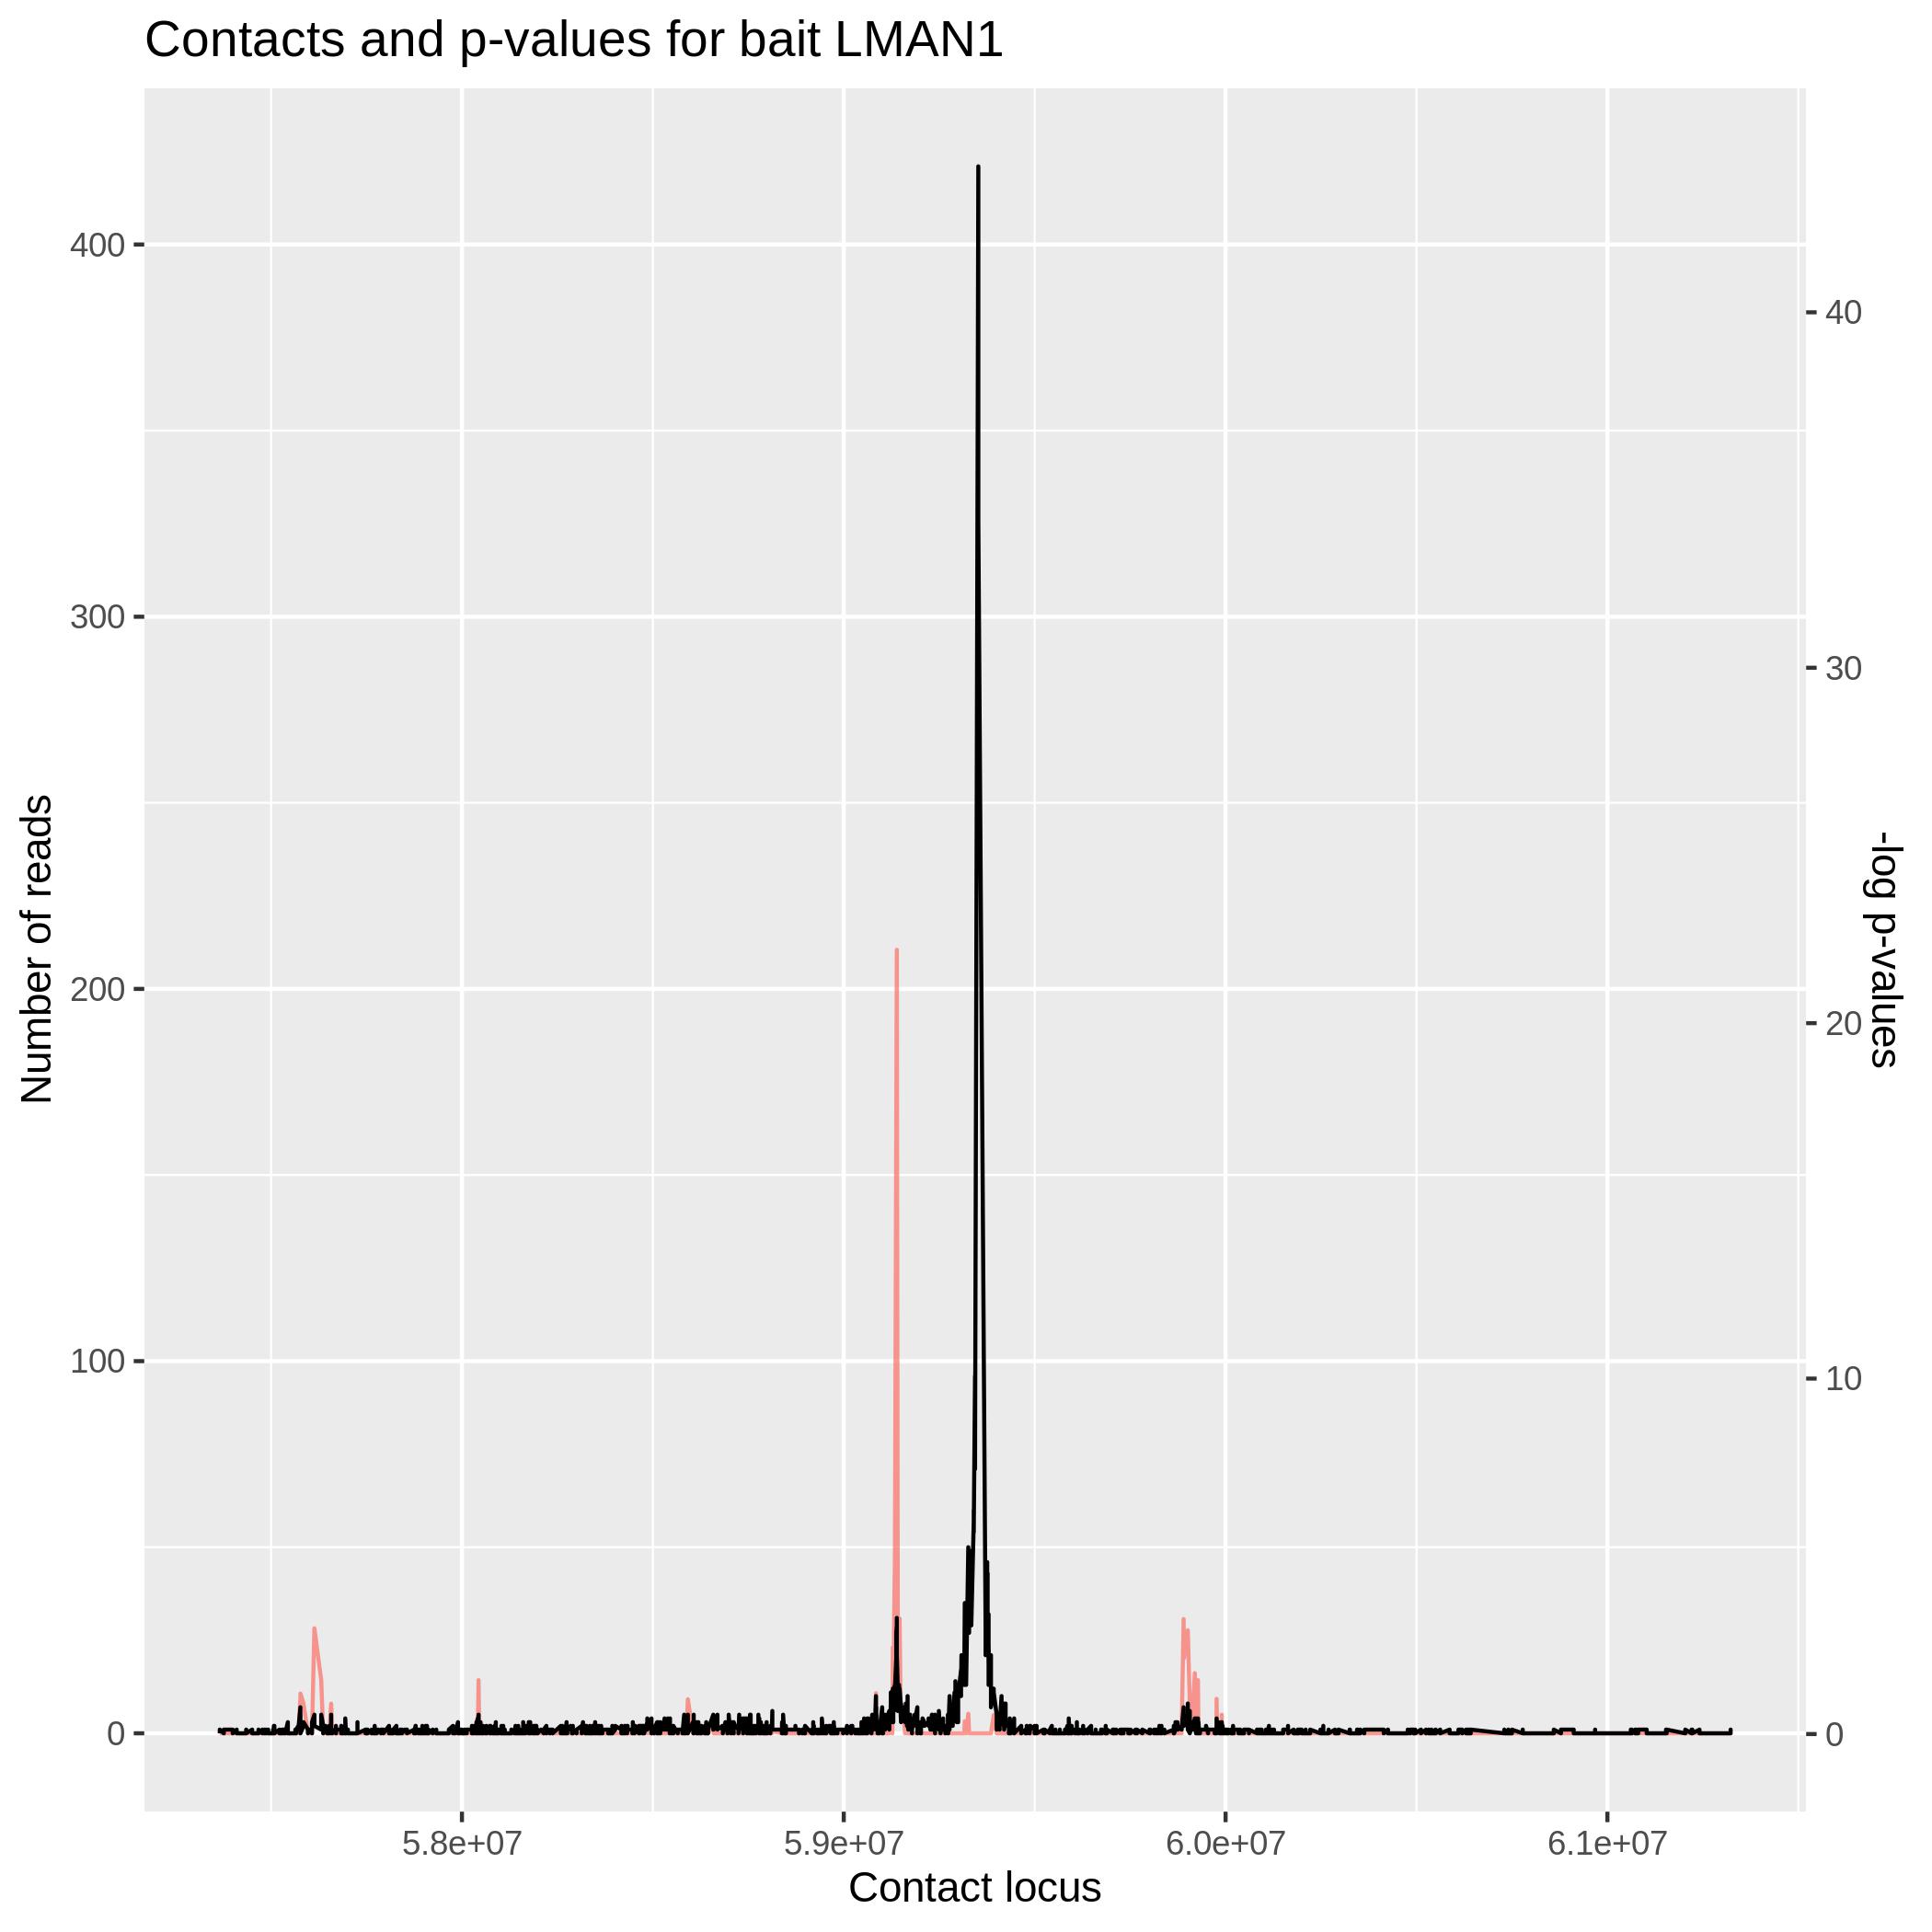 Contacts and p-values for bait LMAN1
Number of reads
400
300
200
100
0
40
30
20
10
0
-log p-values
5.8e+07 5.9e+07 6.0e+07 6.1e+07
Contact locus